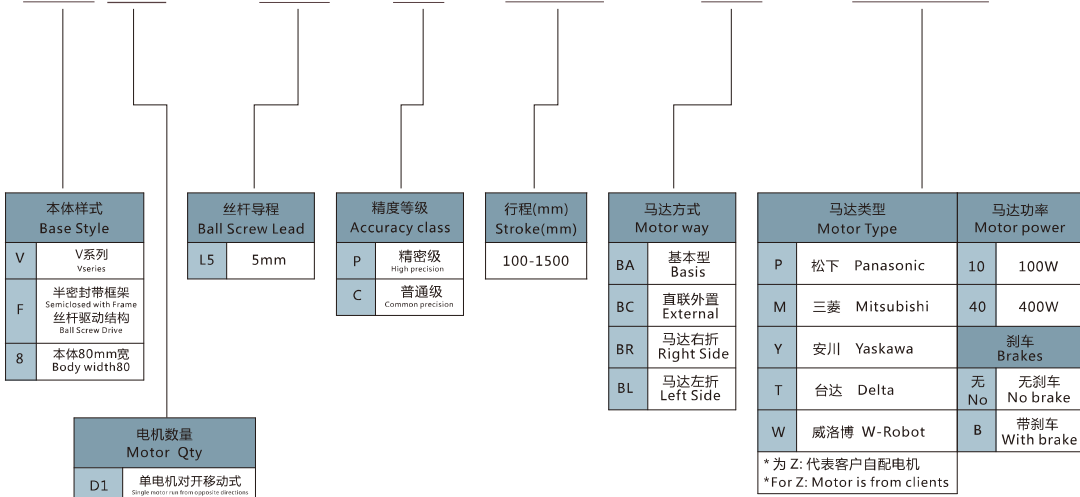 本体样式
Base Style
V
V系列
Vseries
F
半密封带框架
Semiclosed with Frame
丝杆驱动结构
Ball Screw Drive
8
本体80mm宽
Body width80
电机数量
Motor Qty
D1
单电机对开移动式
Single motor run from opposite directions
丝杆导程
Ball Screw Lead
L5
5mm
精度等级
Accuracy class
P
精密级
High precision
C
普通级
Common precision
行程(mm)
Stroke(mm)
100-1500
马达方式
Motor way
BA
基本型
Basis
BC
直联外置
External
BR
马达右折
Right Side
BL
马达左折
Left Side
马达类型
Motor Type
P
松下 Panasonic
M
三菱 Mitsubishi
Y
安川 Yaskawa
T
台达 Delta
W
威洛博 W-Robot
*为 Z: 代表客户自配电机
*For Z: Motor is from clients
马达功率
Motor power
10
100W
40
400W
刹车
Brakes
无
No
无刹车
No brake
B
带刹车
With brake